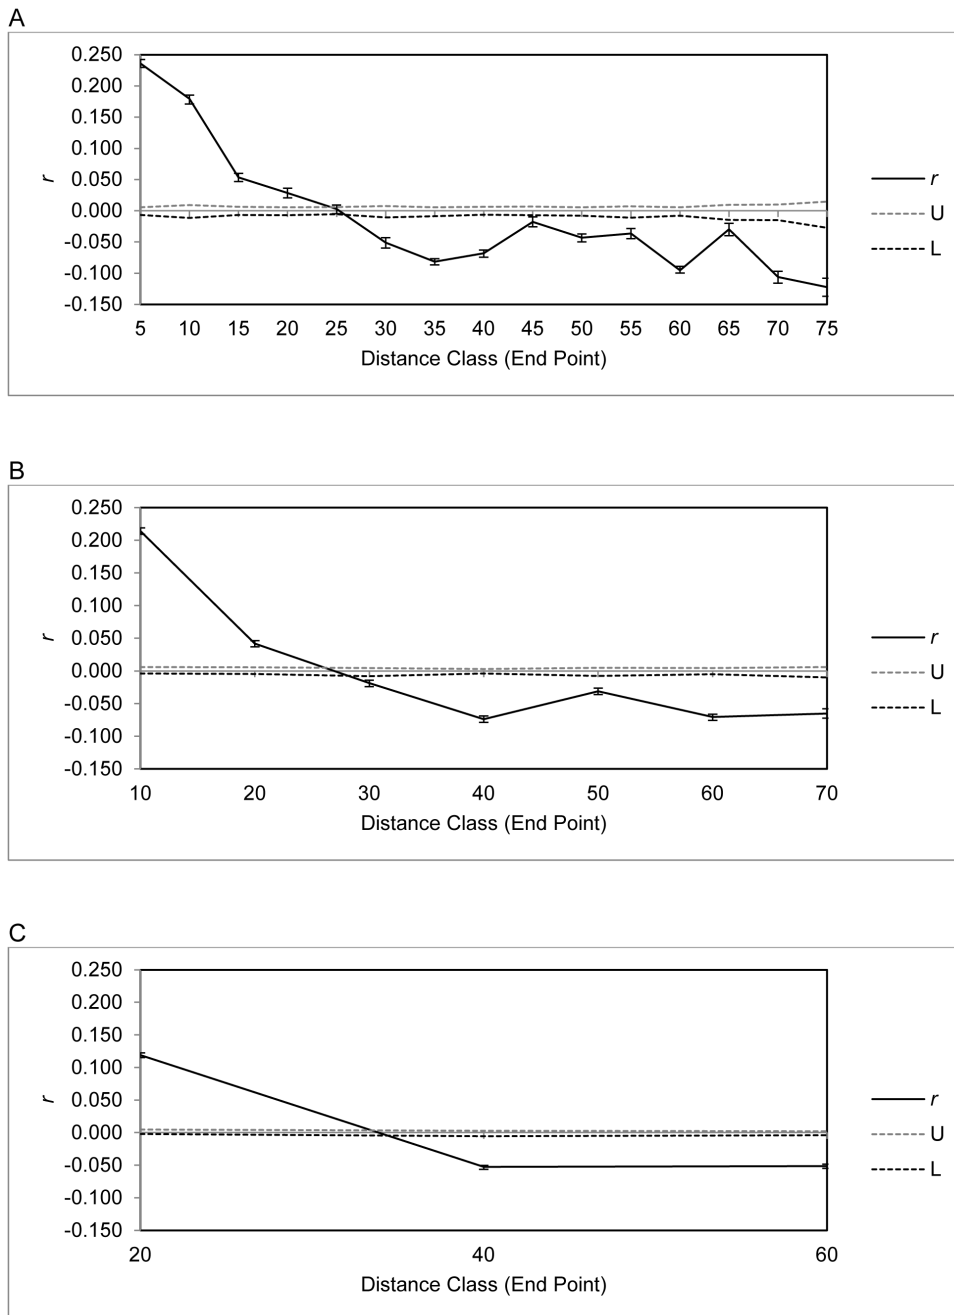 A
0.250
0.200
0.150
0.100
0.050
0.000
-0.050
-0.100
-0.150
r
5 10 15 20 25 30 35 40 45 50 55 60 65 70 75
Distance Class (End Point)
r
U
L
B
0.250
0.200
0.150
0.100
0.050
0.000
-0.050
-0.100
-0.150
r
10 20 30 40 50 60 70
Distance Class (End Point)
r
U
L
C
0.250
0.200
0.150
0.100
0.050
0.000
-0.050
-0.100
-0.150
r
20 40 60
Distance Class (End Point)
r
U
L